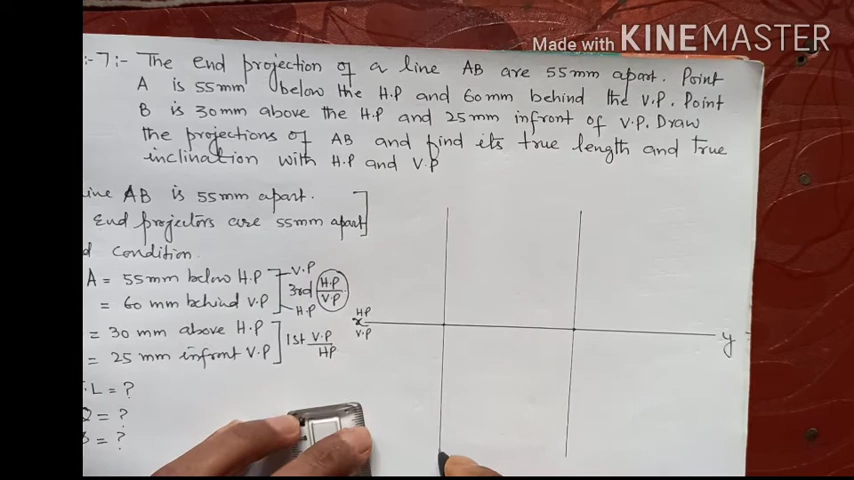 Made with KINEMASTER
:-7:- The end projection of a line AB are 55mm apart. Point
A is 55mm below the H.P and 60mm behind the V.P. Point
B is 30mm above the H.P and 25mm infront of V.P. Draw
the projections of AB and find its true length and true
inclination with H.P and V.P
line AB is 55mm apart.
End projectors are 55mm apart
d condition.
A = 55mm below H.P
= 60 mm behind V.P
V.P
3rd H.P
V.P
H.P
= 30 mm above H.P
= 25 mm infront V.P
1st V.P
HP
.L = ?
= ?
= ?
HP
x
V.P
y